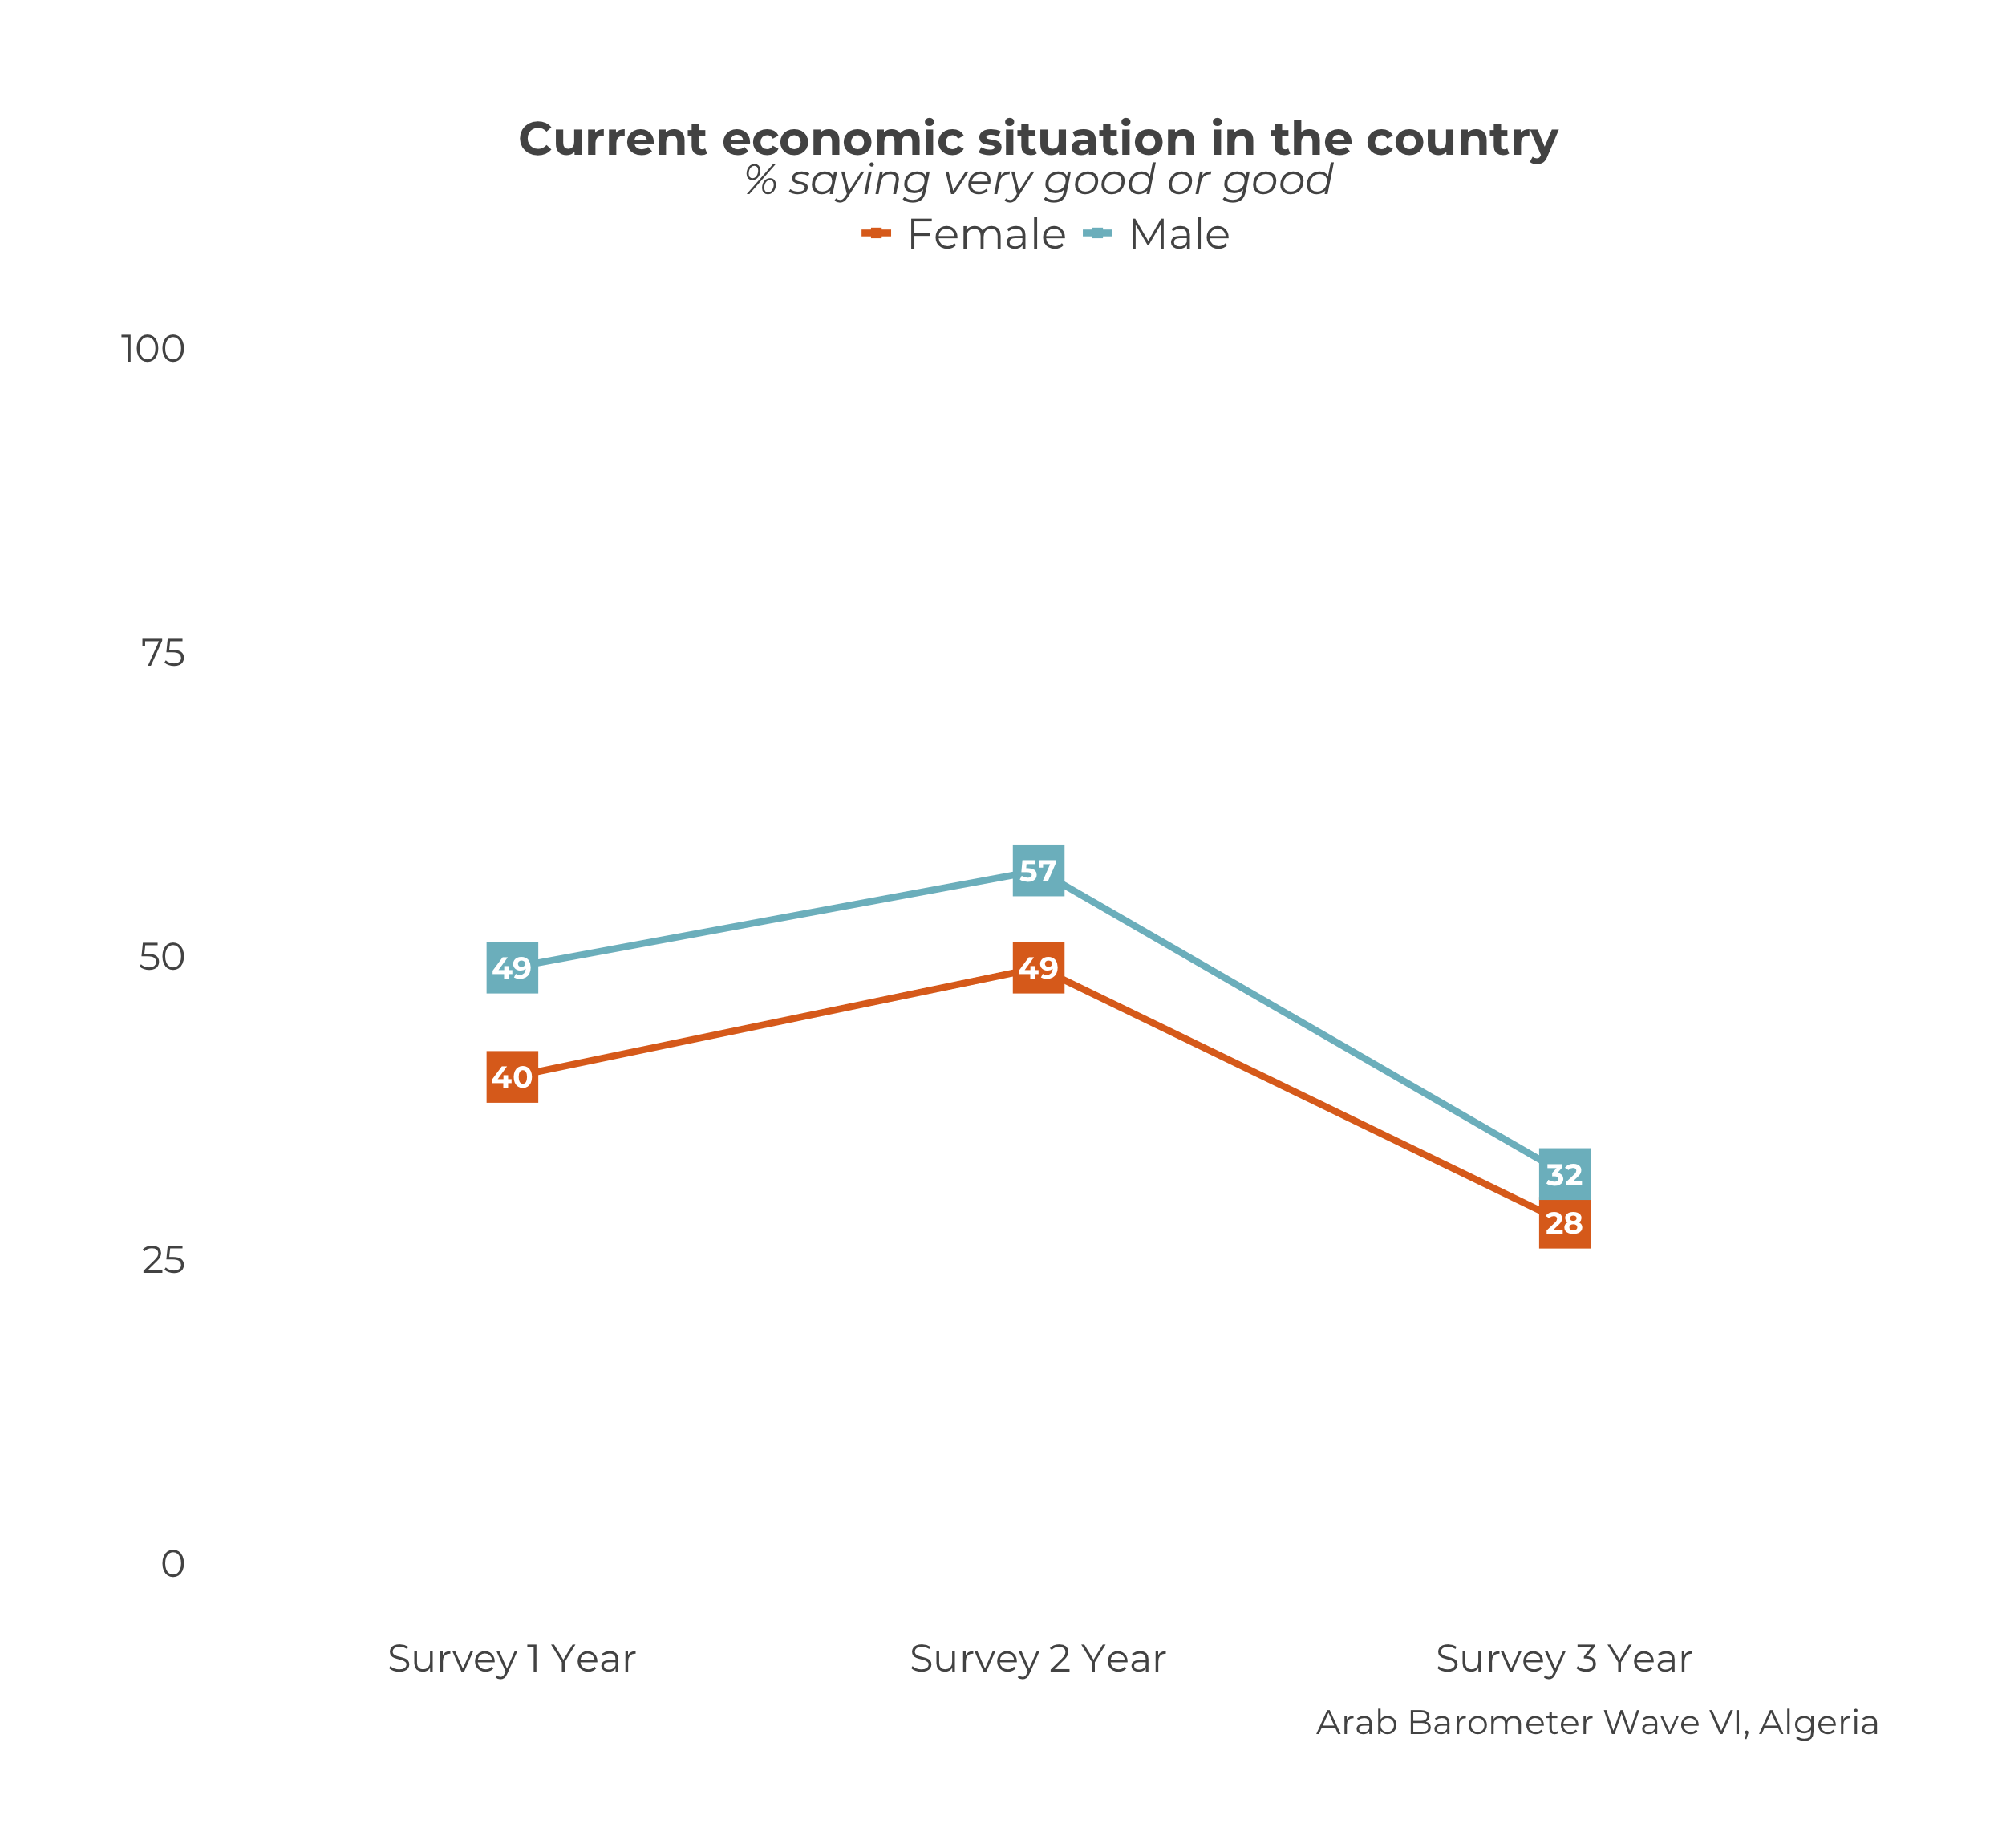 Current economic situation in the country
% saying very good or good
Female Male
100
75
57
50
49 49
40
32
28
25
0
Survey 1 Year Survey 2 Year Survey 3 Year
Arab Barometer Wave VI, Algeria